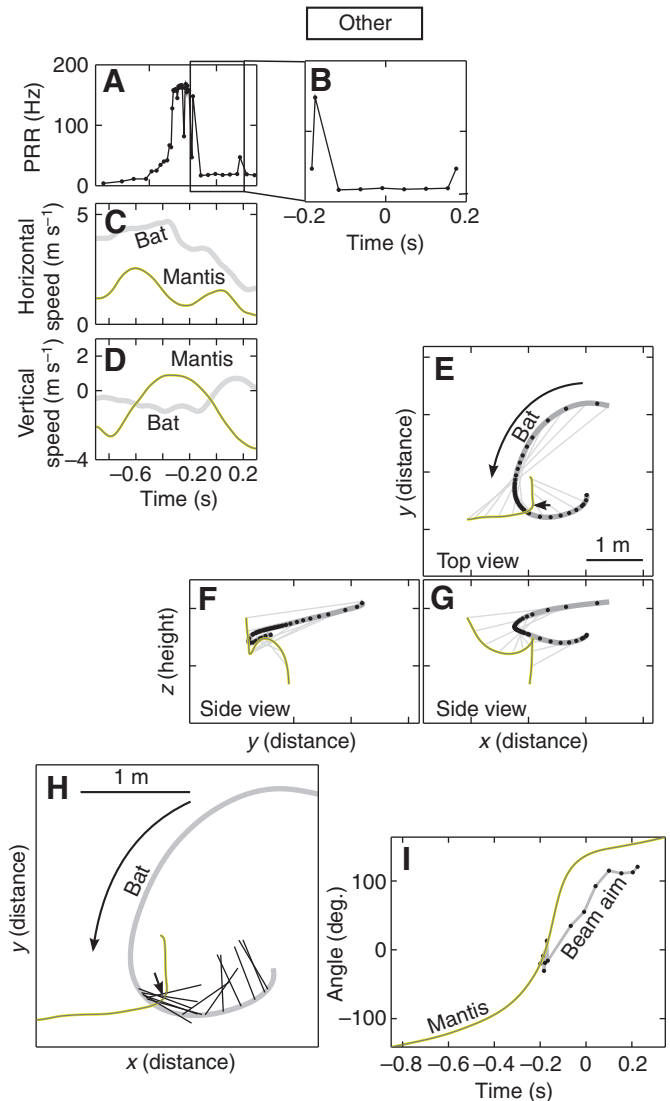 Other
A
PRR (Hz)
200
100
0
B
−0.2
0
0.2
Time (s)
C
Horizontal
speed (m s−1)
5
0
Bat
Mantis
D
Vertical
speed (m s−1)
2
0
−4
Mantis
Bat
−0.6
−0.2
0
0.2
Time (s)
E
Bat
y (distance)
1 m
Top view
F
z (height)
Side view
y (distance)
G
Side view
x (distance)
H
1 m
Bat
y (distance)
x (distance)
I
Angle (deg.)
100
0
−100
Mantis
Beam aim
−0.8 −0.6 −0.4 −0.2 0 0.2
Time (s)